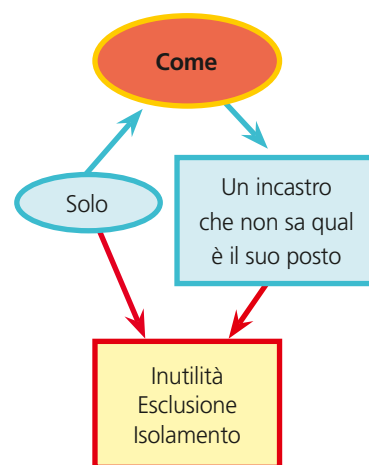 Come
Solo
Un incastro
che non sa qual
è il suo posto
Inutilità
Esclusione
Isolamento